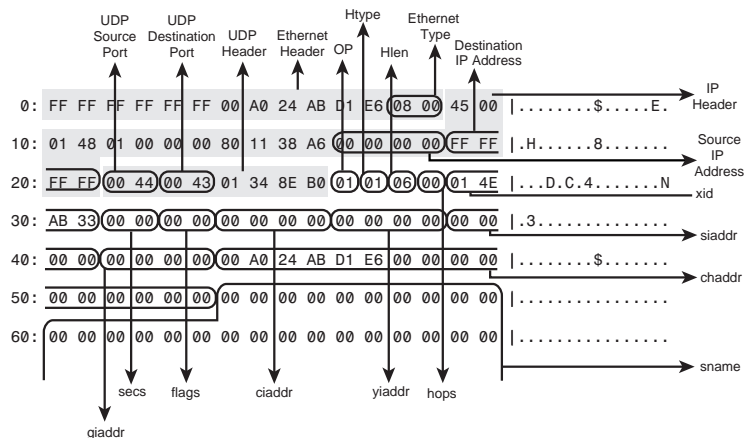 UDP Source Port
UDP Destination Port
UDP Header
Ethernet Header
OP
Htype
Hlen
Ethernet Type
Destination IP Address
0: FF FF FF FF FF FF 00 A0 24 AB D1 E6 08 00 45 00 |........$.....E.
IP Header
10: 01 48 01 00 00 00 80 11 38 A6 00 00 00 00 FF FF |.H......8.......
Source IP Address
20: FF FF 00 44 00 43 01 34 8E B0 01 01 06 00 01 4E |...D.C.4.......N
xid
30: AB 33 00 00 00 00 00 00 00 00 00 00 00 00 00 00 |.3..............
siaddr
40: 00 00 00 00 00 00 00 A0 24 AB D1 E6 00 00 00 00 |........$.......
chaddr
50: 00 00 00 00 00 00 00 00 00 00 00 00 00 00 00 00 |................
60: 00 00 00 00 00 00 00 00 00 00 00 00 00 00 00 00 |................
sname
secs
flags
ciaddr
yiaddr
hops
giaddr